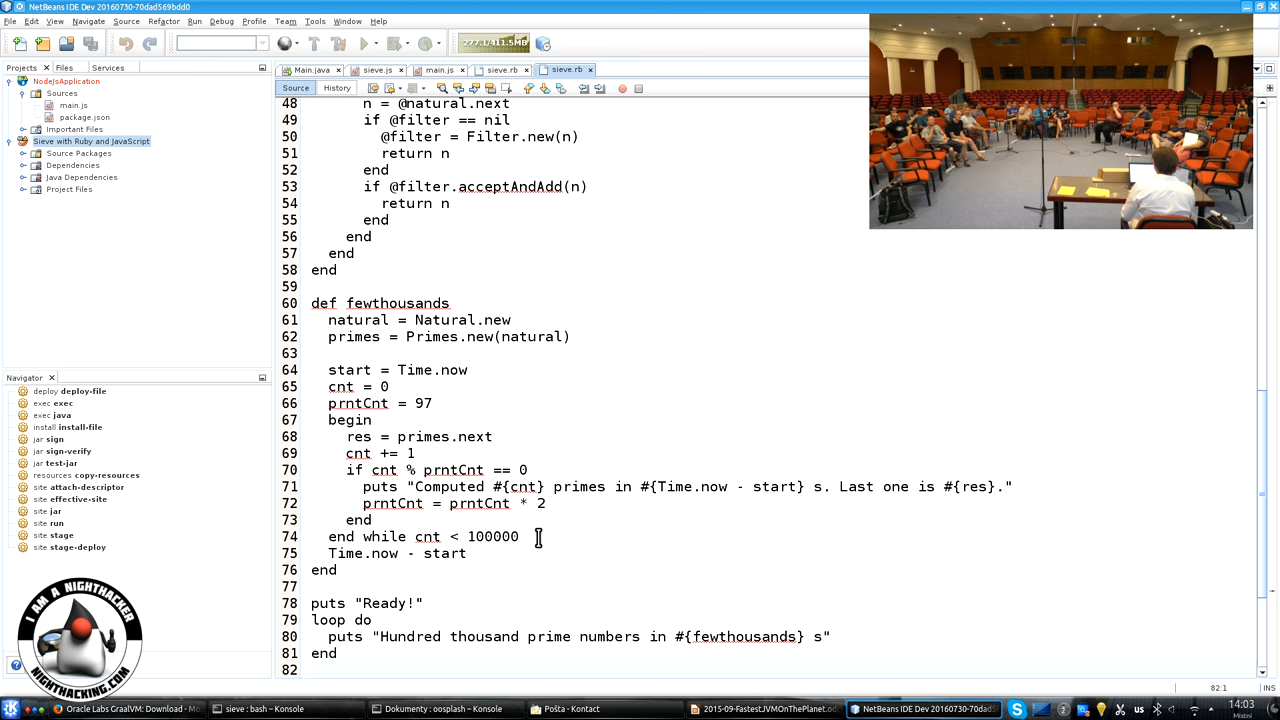 NetBeans IDE Dev 20160730-70dad569bdd0
File Edit View Navigate Source Refactor Run Debug Profile Team Tools Window Help
277.1/411.5MB
Projects Files Services
Main.java sieve.js main.js sieve.rb sieve.rb
Source History
NodeJsApplication
Sources
main.js
package.json
Important Files
Sieve with Ruby and JavaScript
Source Packages
Dependencies
Java Dependencies
Project Files
Navigator
deploy deploy-file
exec exec
exec java
install install-file
jar sign
jar sign-verify
jar test-jar
resources copy-resources
site attach-descriptor
site effective-site
site jar
site run
site stage
site stage-deploy
48 n = @natural.next
49 if @filter == nil
50 @filter = Filter.new(n)
51 return n
52 end
53 if @filter.acceptAndAdd(n)
54 return n
55 end
56 end
57 end
58 end
59
60 def fewthousands
61 natural = Natural.new
62 primes = Primes.new(natural)
63
64 start = Time.now
65 cnt = 0
66 prntCnt = 97
67 begin
68 res = primes.next
69 cnt += 1
70 if cnt % prntCnt == 0
71 puts "Computed #{cnt} primes in #{Time.now - start} s. Last one is #{res}."
72 prntCnt = prntCnt * 2
73 end
74 end while cnt < 100000
75 Time.now - start
76 end
77
78 puts "Ready!"
79 loop do
80 puts "Hundred thousand prime numbers in #{fewthousands} s"
81 end
82
I AM A NIGHTHACKER
NIGHTHACKING.COM
82:1 INS
Oracle Labs GraalVM: Download - Mo... sieve : bash – Konsole Dokumenty : oosplash – Konsole Pošta - Kontact 2015-09-FastestJVMOnThePlanet.od NetBeans IDE Dev 20160730-70dad5 us 14:03
Místní